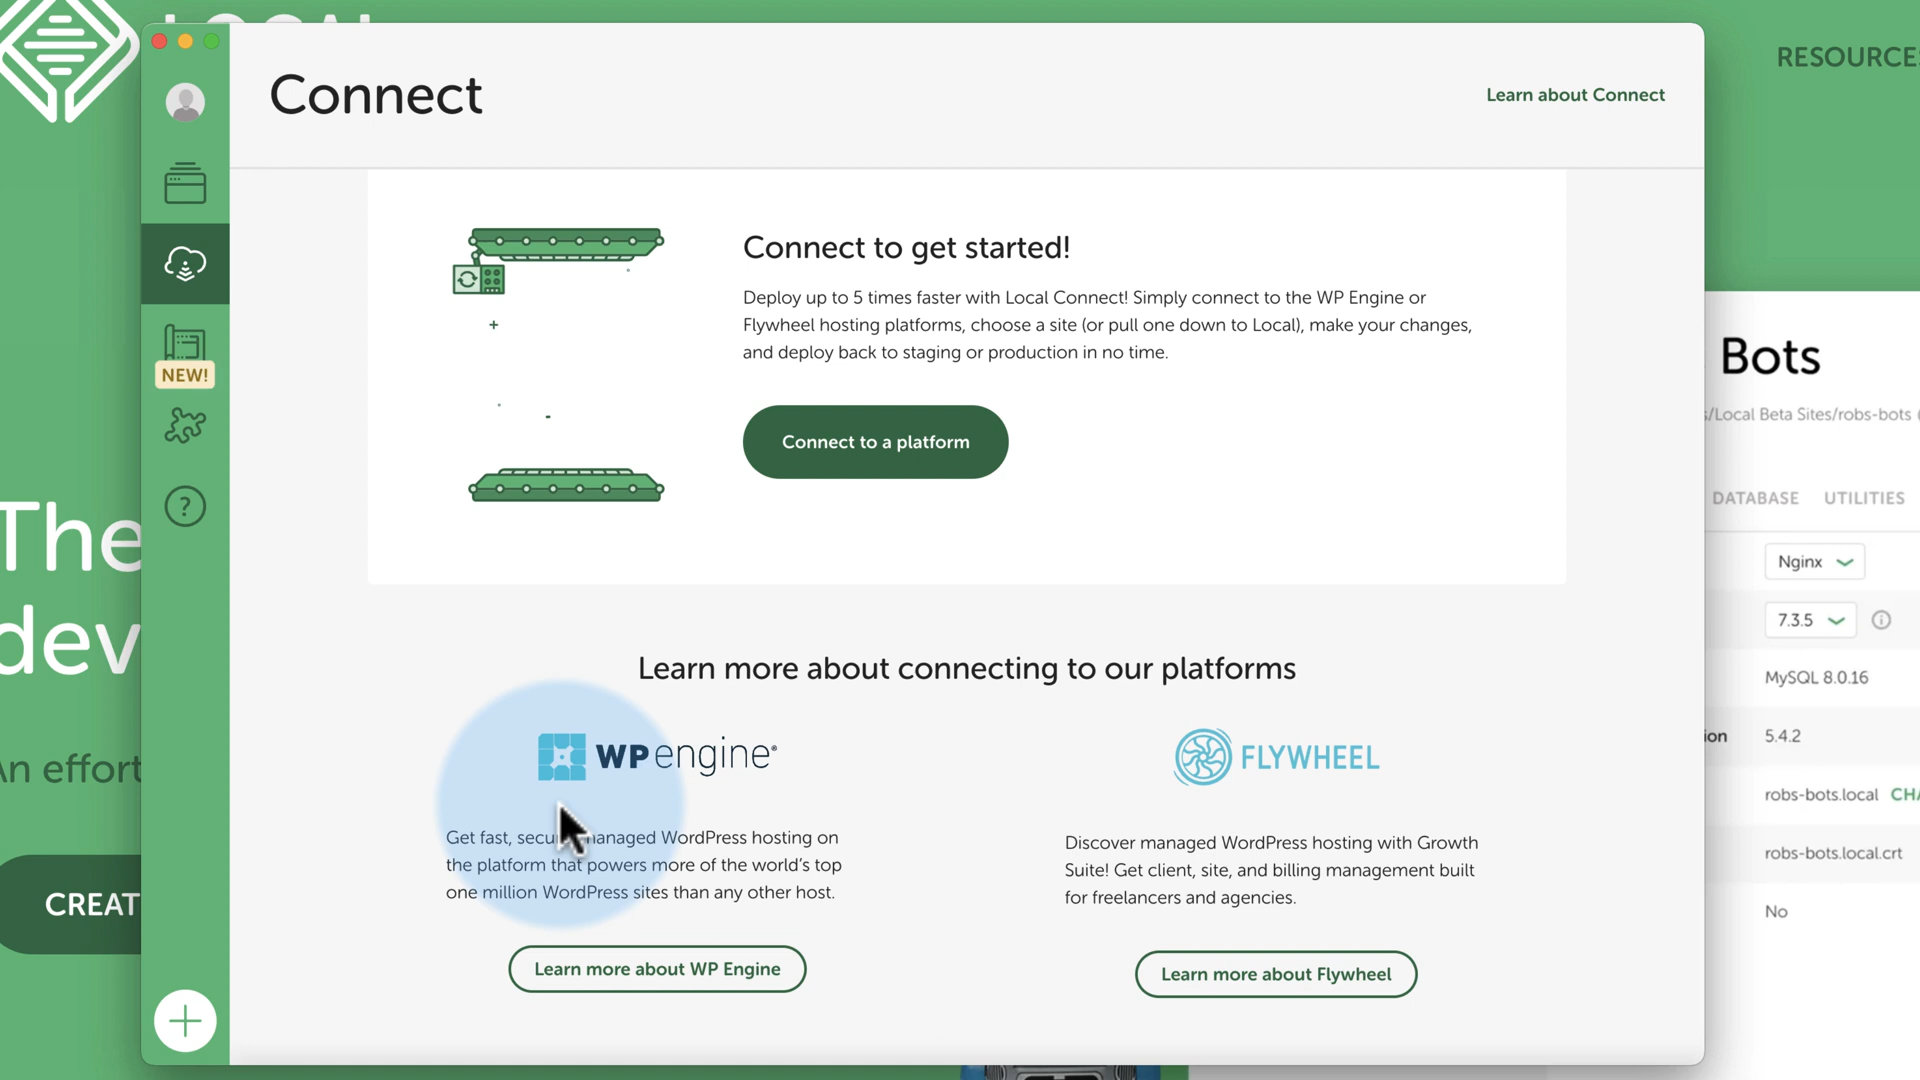 LOCAL
RESOURCES
Connect
Learn about Connect
Connect to get started!
Deploy up to 5 times faster with Local Connect! Simply connect to the WP Engine or
Flywheel hosting platforms, choose a site (or pull one down to Local), make your changes,
and deploy back to staging or production in no time.
Connect to a platform
NEW!
?
Bots
/Local Beta Sites/robs-bots
DATABASE UTILITIES
Nginx
7.3.5
MySQL 8.0.16
ion 5.4.2
robs-bots.local CHA
robs-bots.local.crt
No
The
dev
An effort
CREAT
Learn more about connecting to our platforms
WP engine®
Get fast, secu managed WordPress hosting on
the platform that powers more of the world's top
one million WordPress sites than any other host.
Learn more about WP Engine
FLYWHEEL
Discover managed WordPress hosting with Growth
Suite! Get client, site, and billing management built
for freelancers and agencies.
Learn more about Flywheel